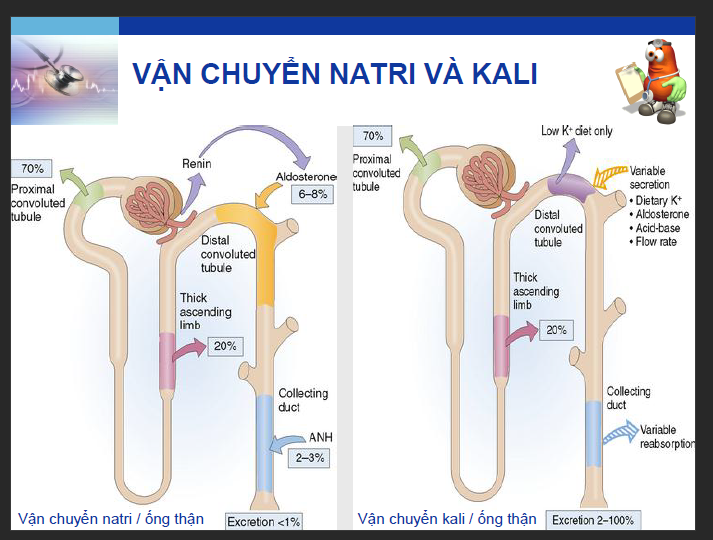 VẬN CHUYỂN NATRI VÀ KALI
70%
Proximal
convoluted
tubule
Renin
Aldosterone
6–8%
Distal
convoluted
tubule
Thick
ascending
limb
20%
Collecting
duct
ANH
2–3%
Vận chuyển natri / ống thận
Excretion <1%
70%
Proximal
convoluted
tubule
Low K⁺ diet only
Variable
secretion
• Dietary K⁺
• Aldosterone
• Acid-base
• Flow rate
Distal
convoluted
tubule
Thick
ascending
limb
20%
Collecting
duct
Variable
reabsorption
Vận chuyển kali / ống thận
Excretion 2–100%